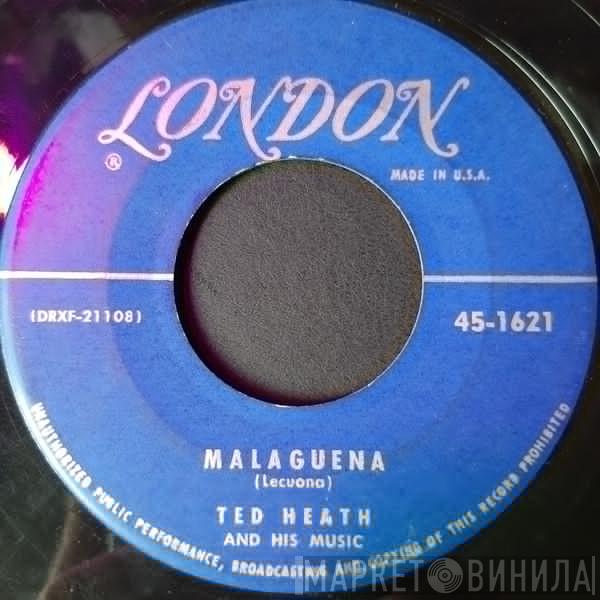 LONDON
®
MADE IN U.S.A.
(DRXF-21108)
45-1621
MALAGUENA
(Lecuona)
TED HEATH
AND HIS MUSIC
UNAUTHORIZED PUBLIC PERFORMANCE, BROADCASTING AND COPYING OF THIS RECORD PROHIBITED
МАРКЕТ ВИНИЛА